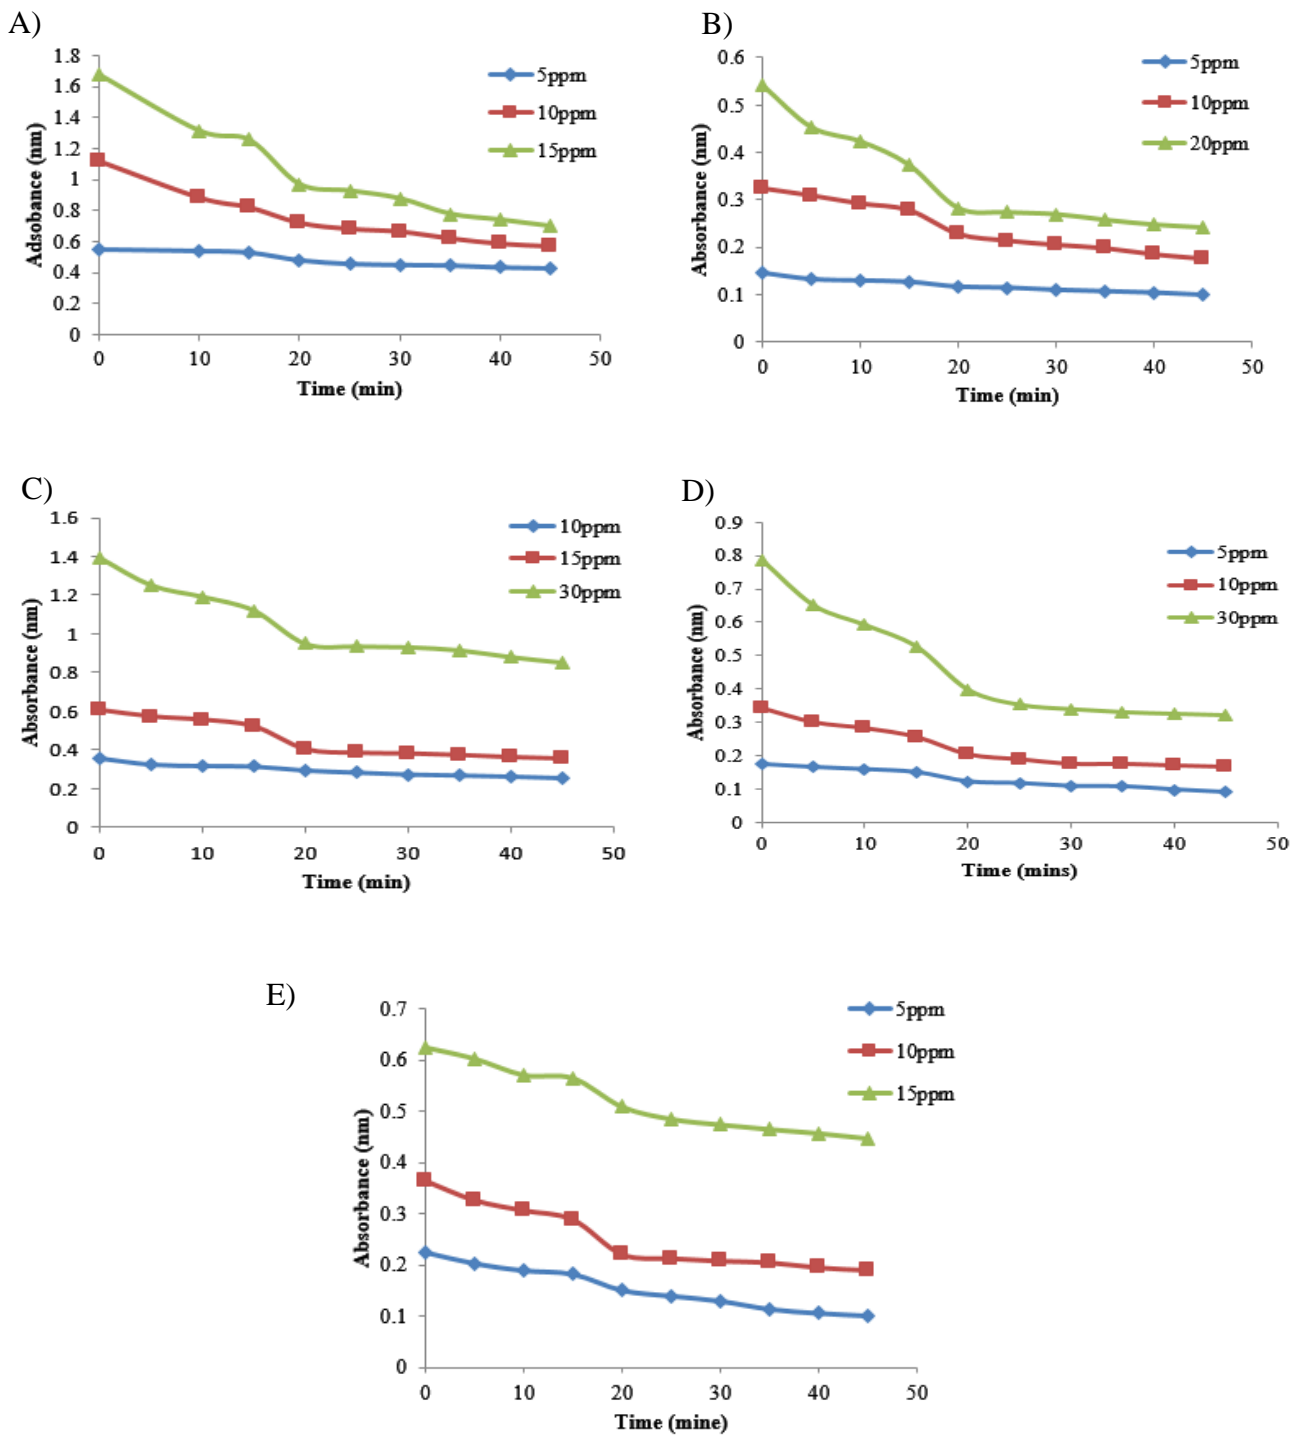 A)
1.8
1.6
1.4
1.2
1
0.8
0.6
0.4
0.2
0
0 10 20 30 40 50
Adsobance (nm)
Time (min)
5ppm
10ppm
15ppm
B)
0.6
0.5
0.4
0.3
0.2
0.1
0
0 10 20 30 40 50
Absorbance (nm)
Time (min)
5ppm
10ppm
20ppm
C)
1.6
1.4
1.2
1
0.8
0.6
0.4
0.2
0
0 10 20 30 40 50
Absorbance (nm)
Time (min)
10ppm
15ppm
30ppm
D)
0.9
0.8
0.7
0.6
0.5
0.4
0.3
0.2
0.1
0
0 10 20 30 40 50
Absorbance (nm)
Time (mins)
5ppm
10ppm
30ppm
E)
0.7
0.6
0.5
0.4
0.3
0.2
0.1
0
0 10 20 30 40 50
Absorbance (nm)
Time (mine)
5ppm
10ppm
15ppm